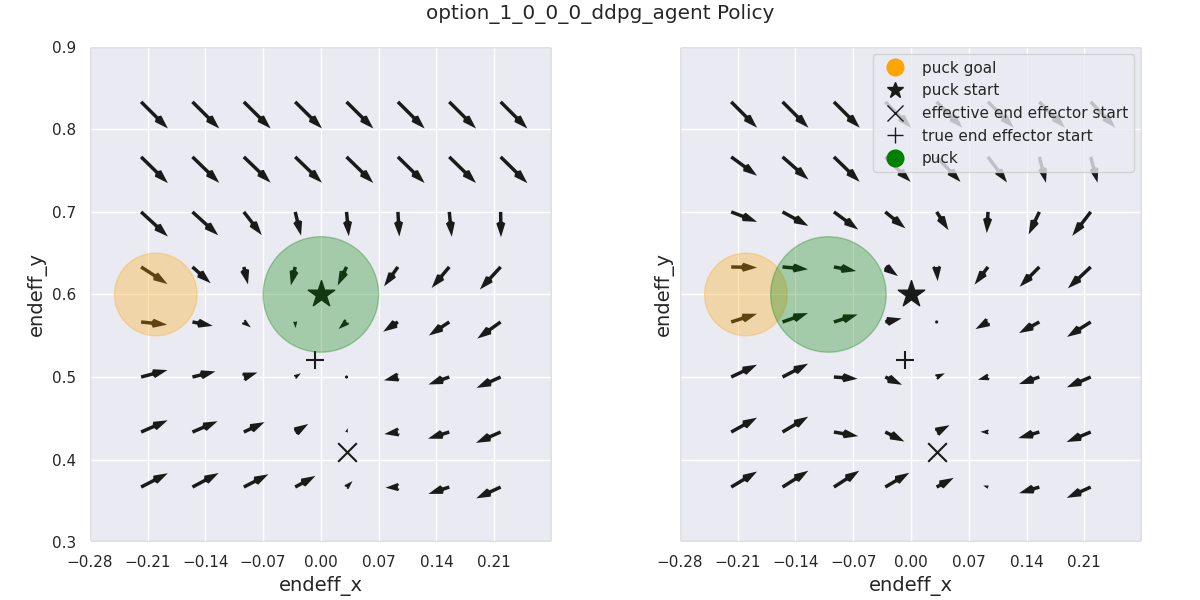 option_1_0_0_0_ddpg_agent Policy
0.9
0.8
0.7
0.6
0.5
0.4
0.3
endeff_y
−0.28 −0.21 −0.14 −0.07 0.00 0.07 0.14 0.21
endeff_x
puck goal
puck start
effective end effector start
true end effector start
puck
endeff_y
−0.28 −0.21 −0.14 −0.07 0.00 0.07 0.14 0.21
endeff_x